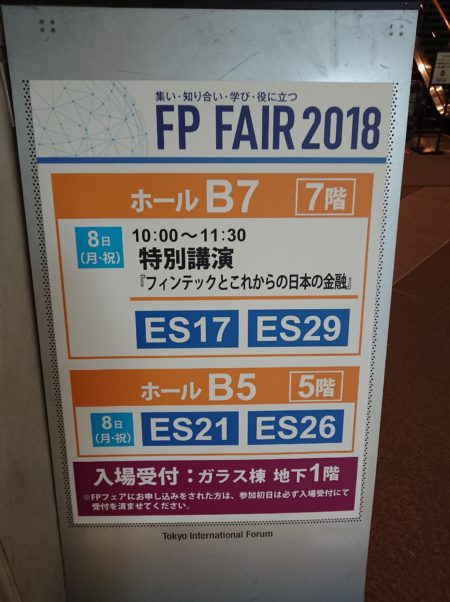 集い・知り合い・学び・役に立つ
FP FAIR 2018
ホール B7 7階
8日
(月・祝)
10:00〜11:30
特別講演
『フィンテックとこれからの日本の金融』
ES17 ES29
ホール B5 5階
8日
(月・祝)
ES21 ES26
入場受付：ガラス棟 地下1階
※FPフェアにお申し込みをされた方は、参加初日は必ず入場受付にて
受付を済ませてください。
Tokyo International Forum